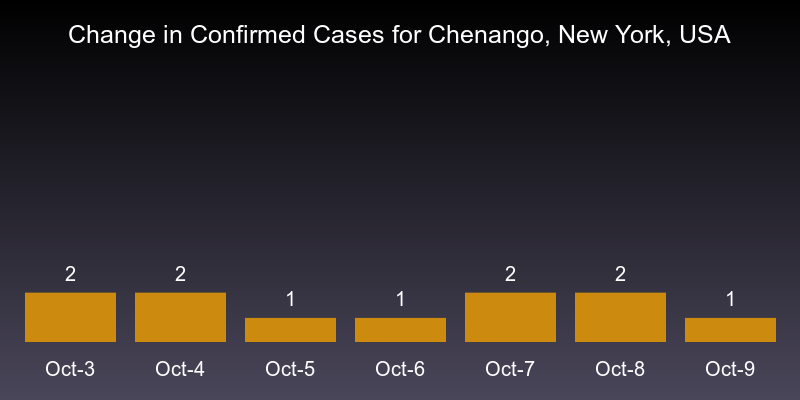 Change in Confirmed Cases for Chenango, New York, USA
2 2 1 1 2 2 1
Oct-3 Oct-4 Oct-5 Oct-6 Oct-7 Oct-8 Oct-9